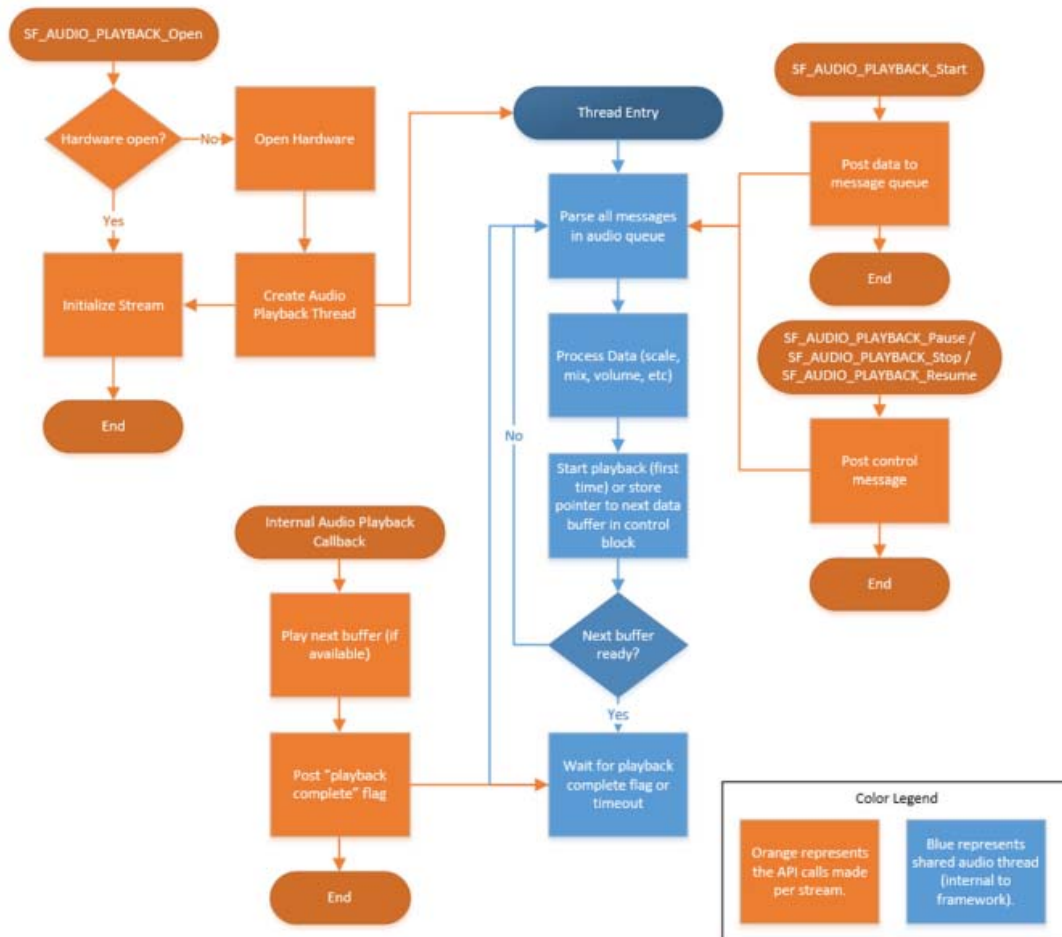 SF_AUDIO_PLAYBACK_Open
Hardware open?
No
Open Hardware
Yes
Initialize Stream
Create Audio
Playback Thread
End
Thread Entry
Parse all messages
in audio queue
Process Data (scale,
mix, volume, etc)
No
Start playback (first
time) or store
pointer to next data
buffer in control
block
Next buffer
ready?
Yes
Wait for playback
complete flag or
timeout
SF_AUDIO_PLAYBACK_Start
Post data to
message queue
End
SF_AUDIO_PLAYBACK_Pause /
SF_AUDIO_PLAYBACK_Stop /
SF_AUDIO_PLAYBACK_Resume
Post control
message
End
Internal Audio Playback
Callback
Play next buffer (if
available)
Post "playback
complete" flag
End
Color Legend
Orange represents
the API calls made
per stream.
Blue represents
shared audio thread
(internal to
framework).